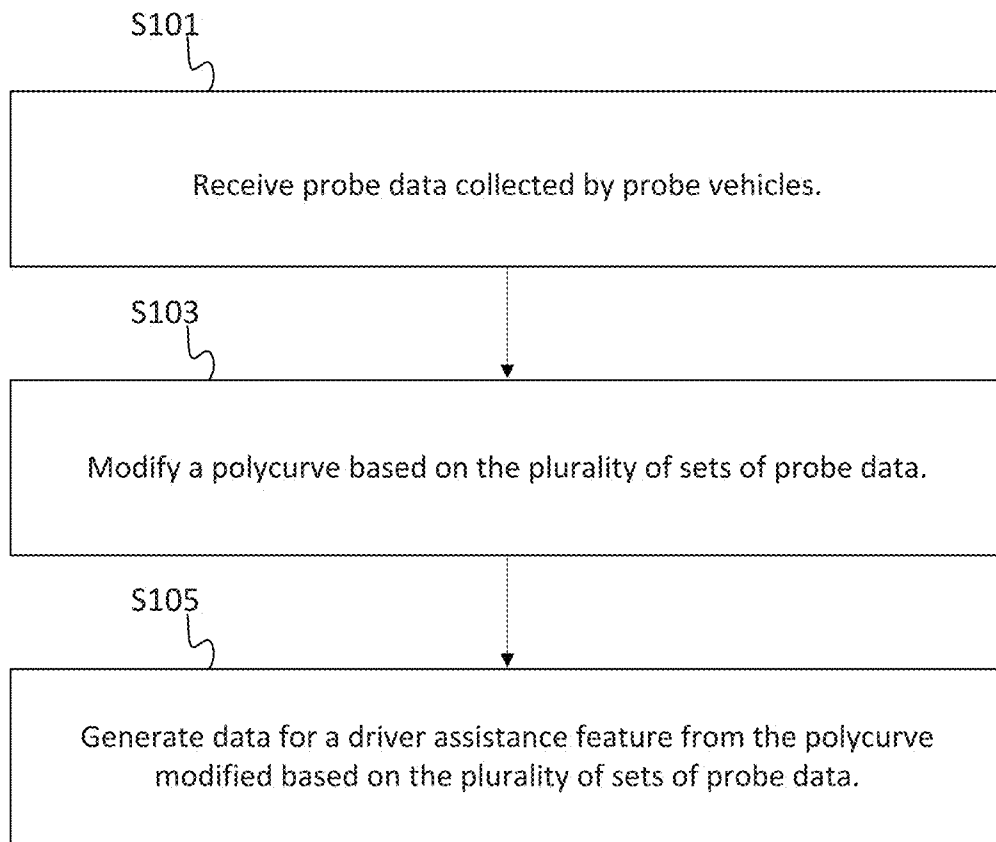 S101
Receive probe data collected by probe vehicles.
S103
Modify a polycurve based on the plurality of sets of probe data.
S105
Generate data for a driver assistance feature from the polycurve
modified based on the plurality of sets of probe data.